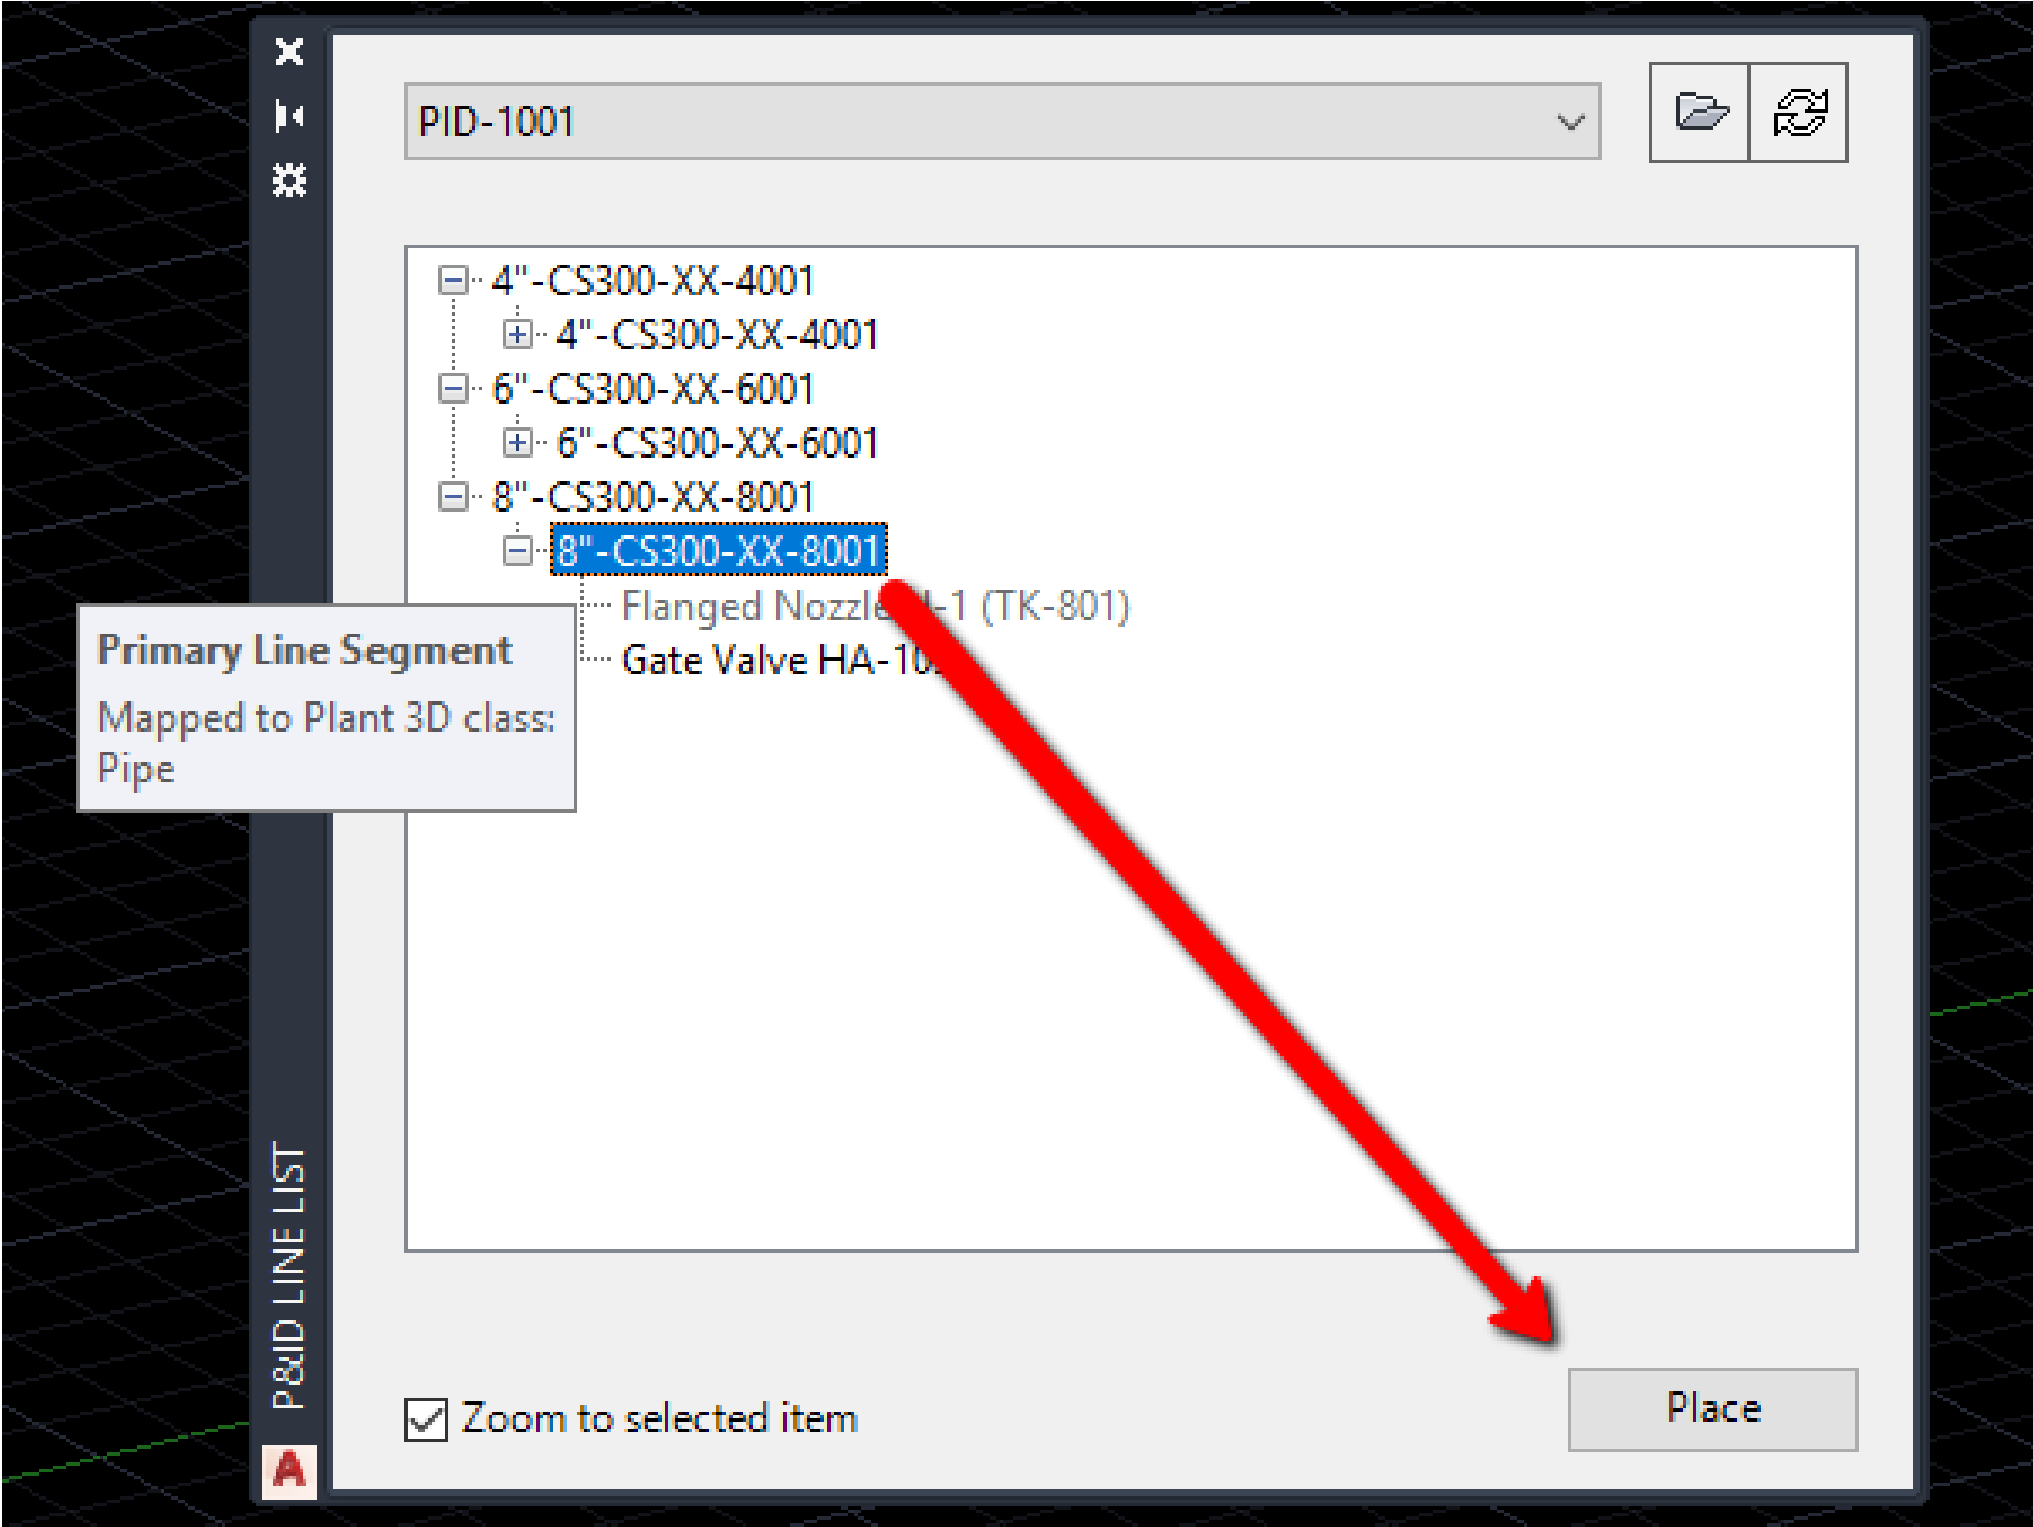 PID-1001
4"-CS300-XX-4001
4"-CS300-XX-4001
6"-CS300-XX-6001
6"-CS300-XX-6001
8"-CS300-XX-8001
8"-CS300-XX-8001
Flanged Nozzle (TK-801)
Gate Valve
Primary Line Segment
Mapped to Plant 3D class:
Pipe
P&ID LINE LIST
A
Zoom to selected item
Place